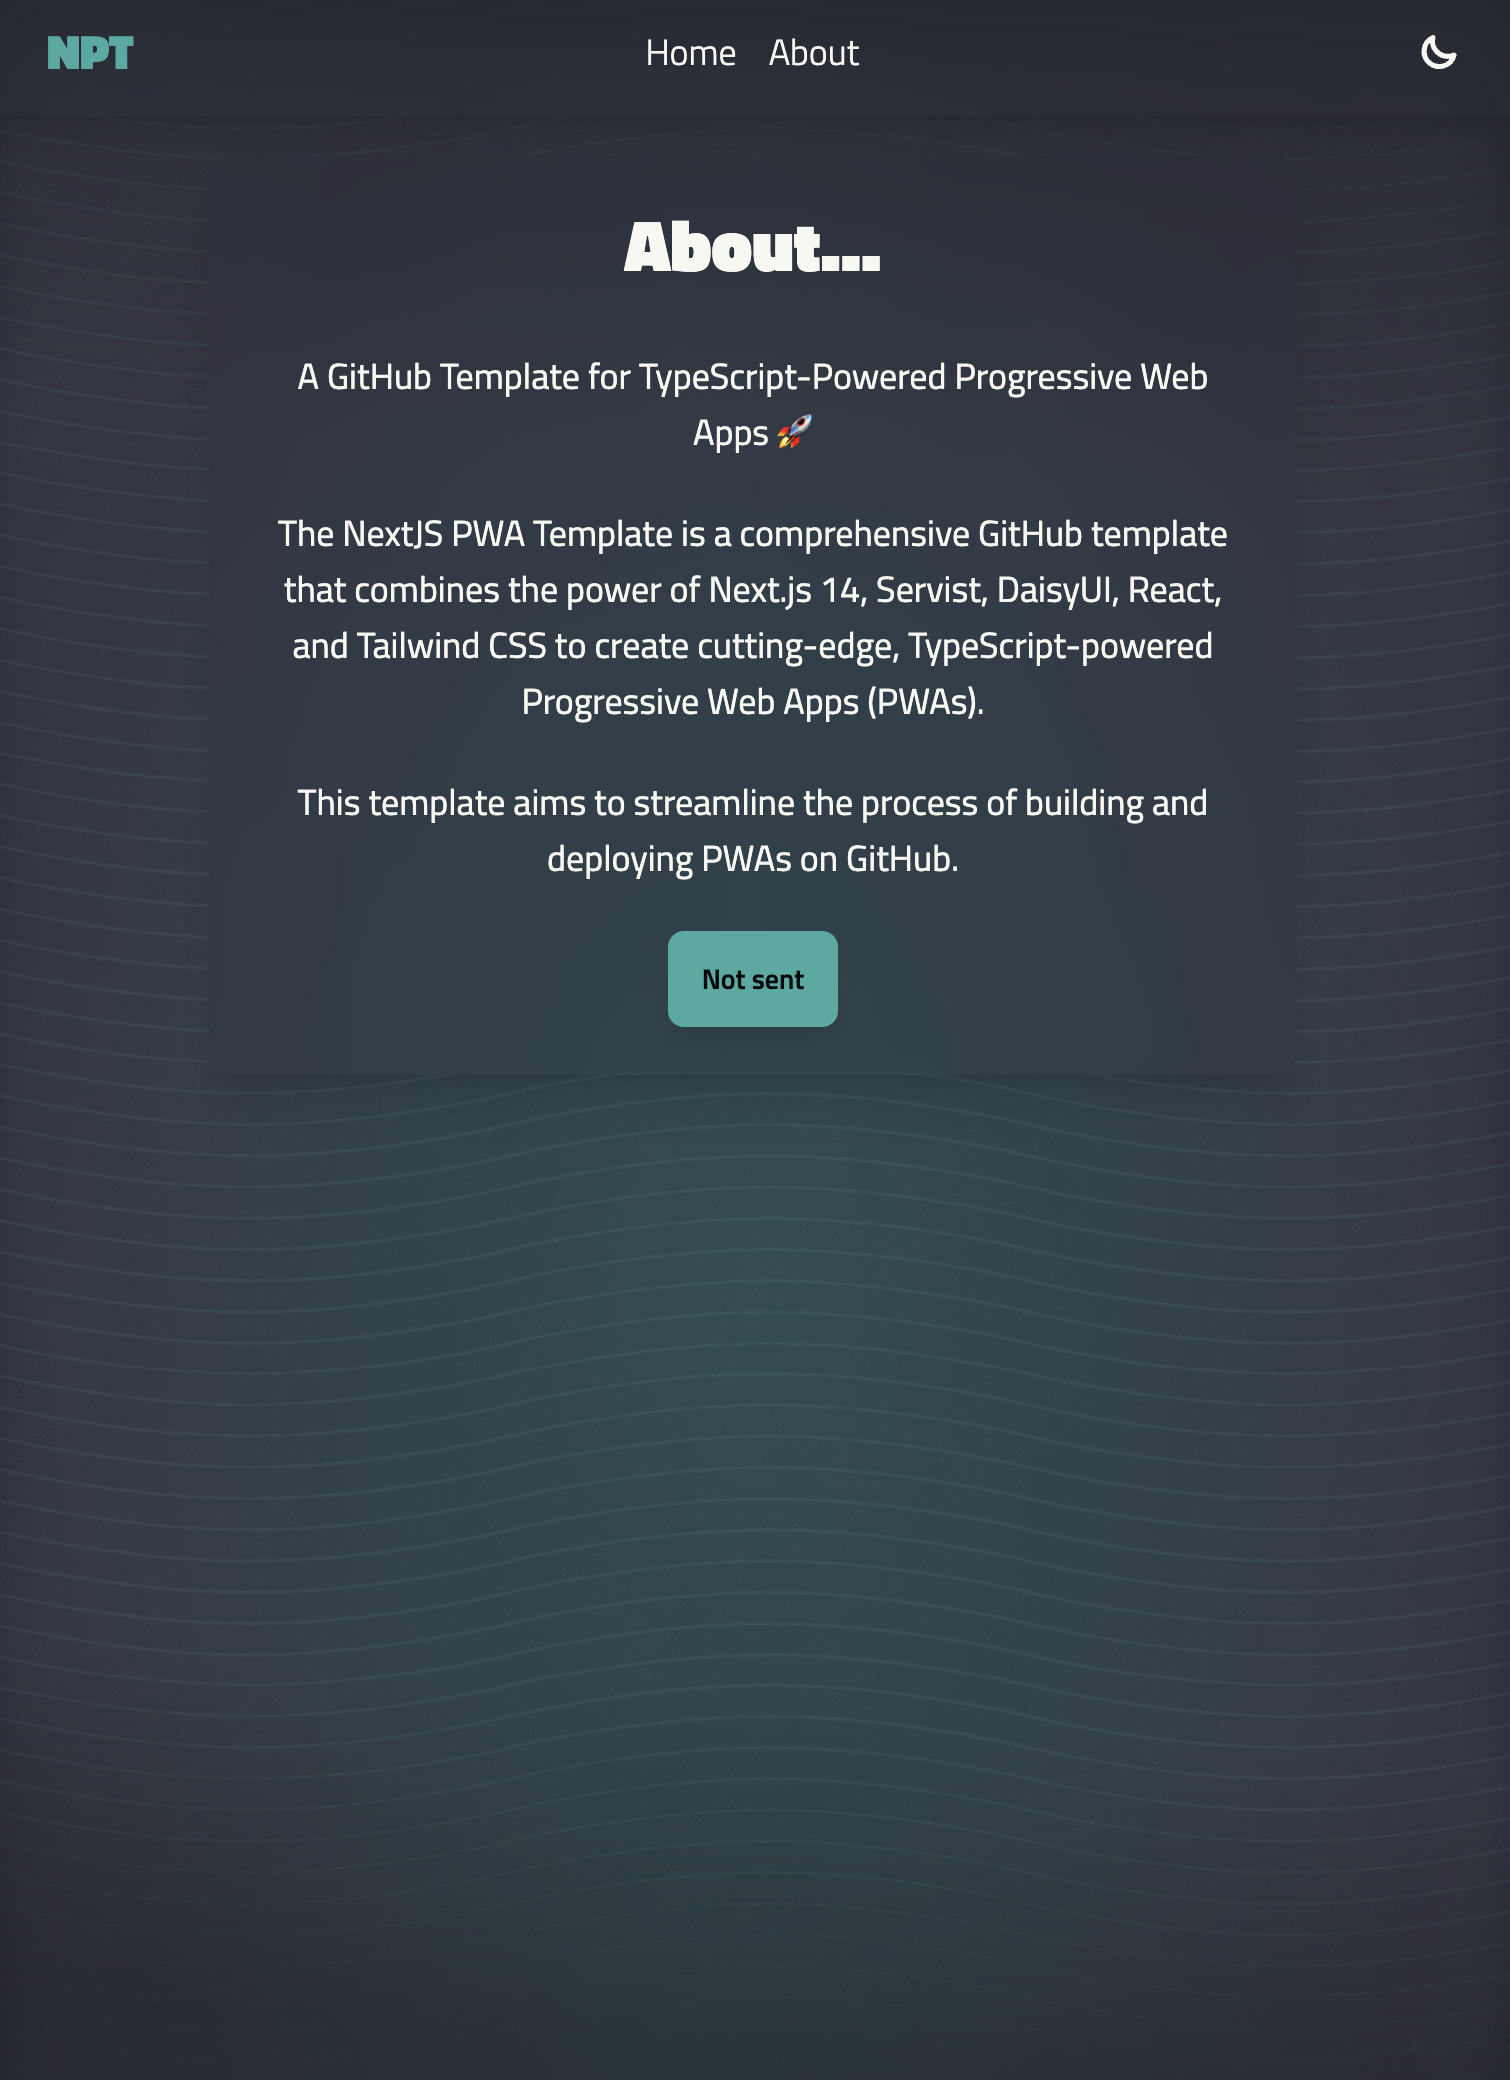 NPT
Home About
About...
A GitHub Template for TypeScript-Powered Progressive Web
Apps 🚀
The NextJS PWA Template is a comprehensive GitHub template
that combines the power of Next.js 14, Servist, DaisyUI, React,
and Tailwind CSS to create cutting-edge, TypeScript-powered
Progressive Web Apps (PWAs).
This template aims to streamline the process of building and
deploying PWAs on GitHub.
Not sent